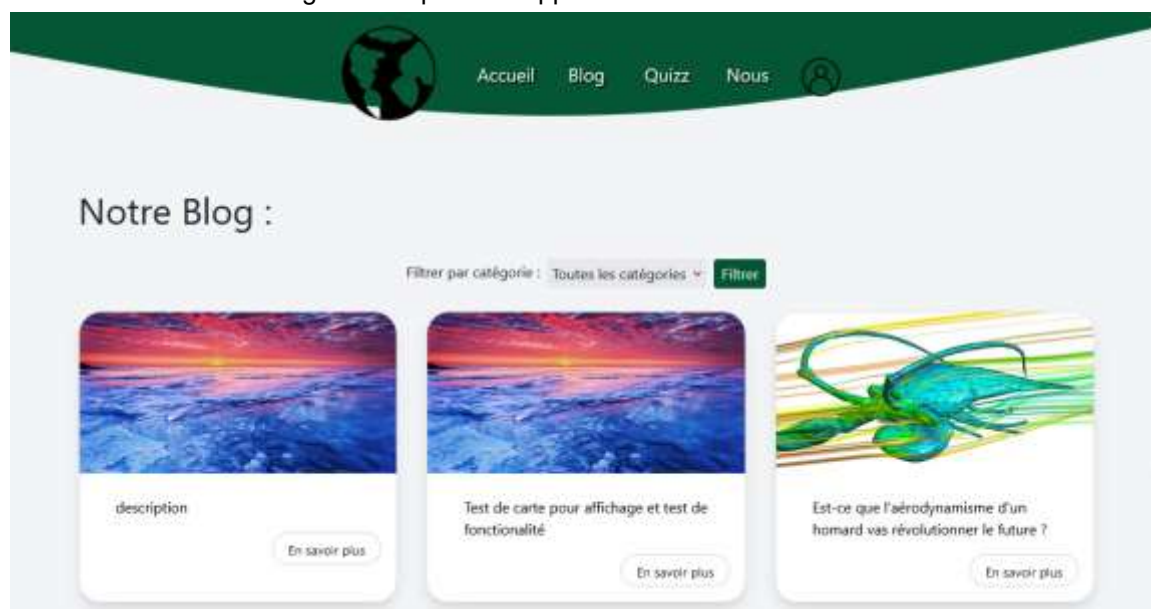 Accueil Blog Quizz Nous
Notre Blog :
Filtrer par catégorie : Toutes les catégories Filtrer
description
En savoir plus
Test de carte pour affichage et test de
fonctionalité
En savoir plus
Est-ce que l'aérodynamisme d'un
homard vas révolutionner le future ?
En savoir plus